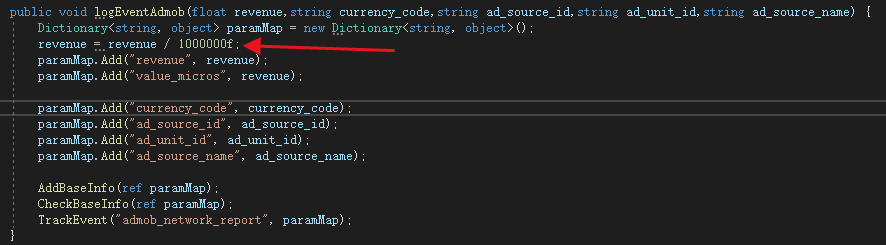 public void logEventAdmob(float revenue,string currency_code,string ad_source_id,string ad_unit_id,string ad_source_name) {
Dictionary<string, object> paramMap = new Dictionary<string, object>();
revenue = revenue / 1000000f;
paramMap.Add("revenue", revenue);
paramMap.Add("value_micros", revenue);
paramMap.Add("currency_code", currency_code);
paramMap.Add("ad_source_id", ad_source_id);
paramMap.Add("ad_unit_id", ad_unit_id);
paramMap.Add("ad_source_name", ad_source_name);
AddBaseInfo(ref paramMap);
CheckBaseInfo(ref paramMap);
TrackEvent("admob_network_report", paramMap);
}